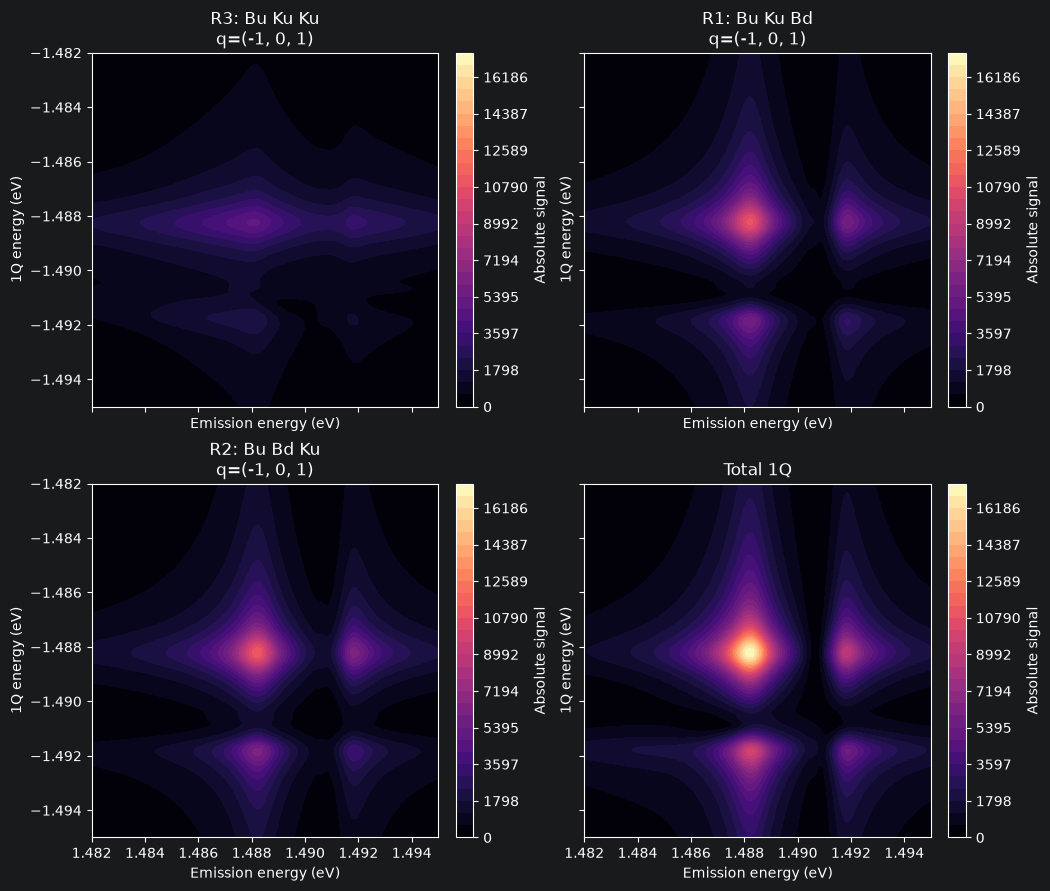 R3: Bu Ku Ku
q=(-1, 0, 1)
−1.482
−1.484
−1.486
−1.488
−1.490
−1.492
−1.494
1Q energy (eV)
Emission energy (eV)
16186
14387
12589
10790
8992
7194
5395
3597
1798
0
Absolute signal
R1: Bu Ku Bd
q=(-1, 0, 1)
1Q energy (eV)
Emission energy (eV)
16186
14387
12589
10790
8992
7194
5395
3597
1798
0
Absolute signal
R2: Bu Bd Ku
q=(-1, 0, 1)
−1.482
−1.484
−1.486
−1.488
−1.490
−1.492
−1.494
1Q energy (eV)
1.482 1.484 1.486 1.488 1.490 1.492 1.494
Emission energy (eV)
16186
14387
12589
10790
8992
7194
5395
3597
1798
0
Absolute signal
Total 1Q
1Q energy (eV)
1.482 1.484 1.486 1.488 1.490 1.492 1.494
Emission energy (eV)
16186
14387
12589
10790
8992
7194
5395
3597
1798
0
Absolute signal